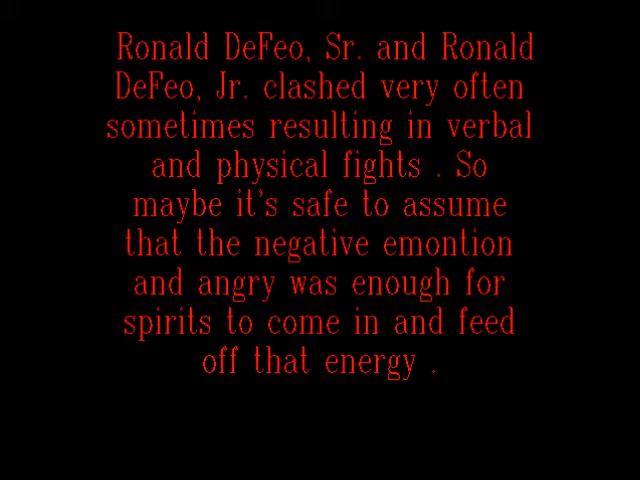 Ronald DeFeo, Sr. and Ronald
DeFeo, Jr. clashed very often
sometimes resulting in verbal
and physical fights . So
maybe it's safe to assume
that the negative emontion
and angry was enough for
spirits to come in and feed
off that energy .